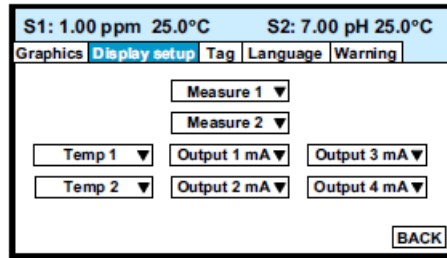 S1: 1.00 ppm 25.0°C S2: 7.00 pH 25.0°C
Graphics Display setup Tag Language Warning
Measure 1
Measure 2
Temp 1 Output 1 mA Output 3 mA
Temp 2 Output 2 mA Output 4 mA
BACK